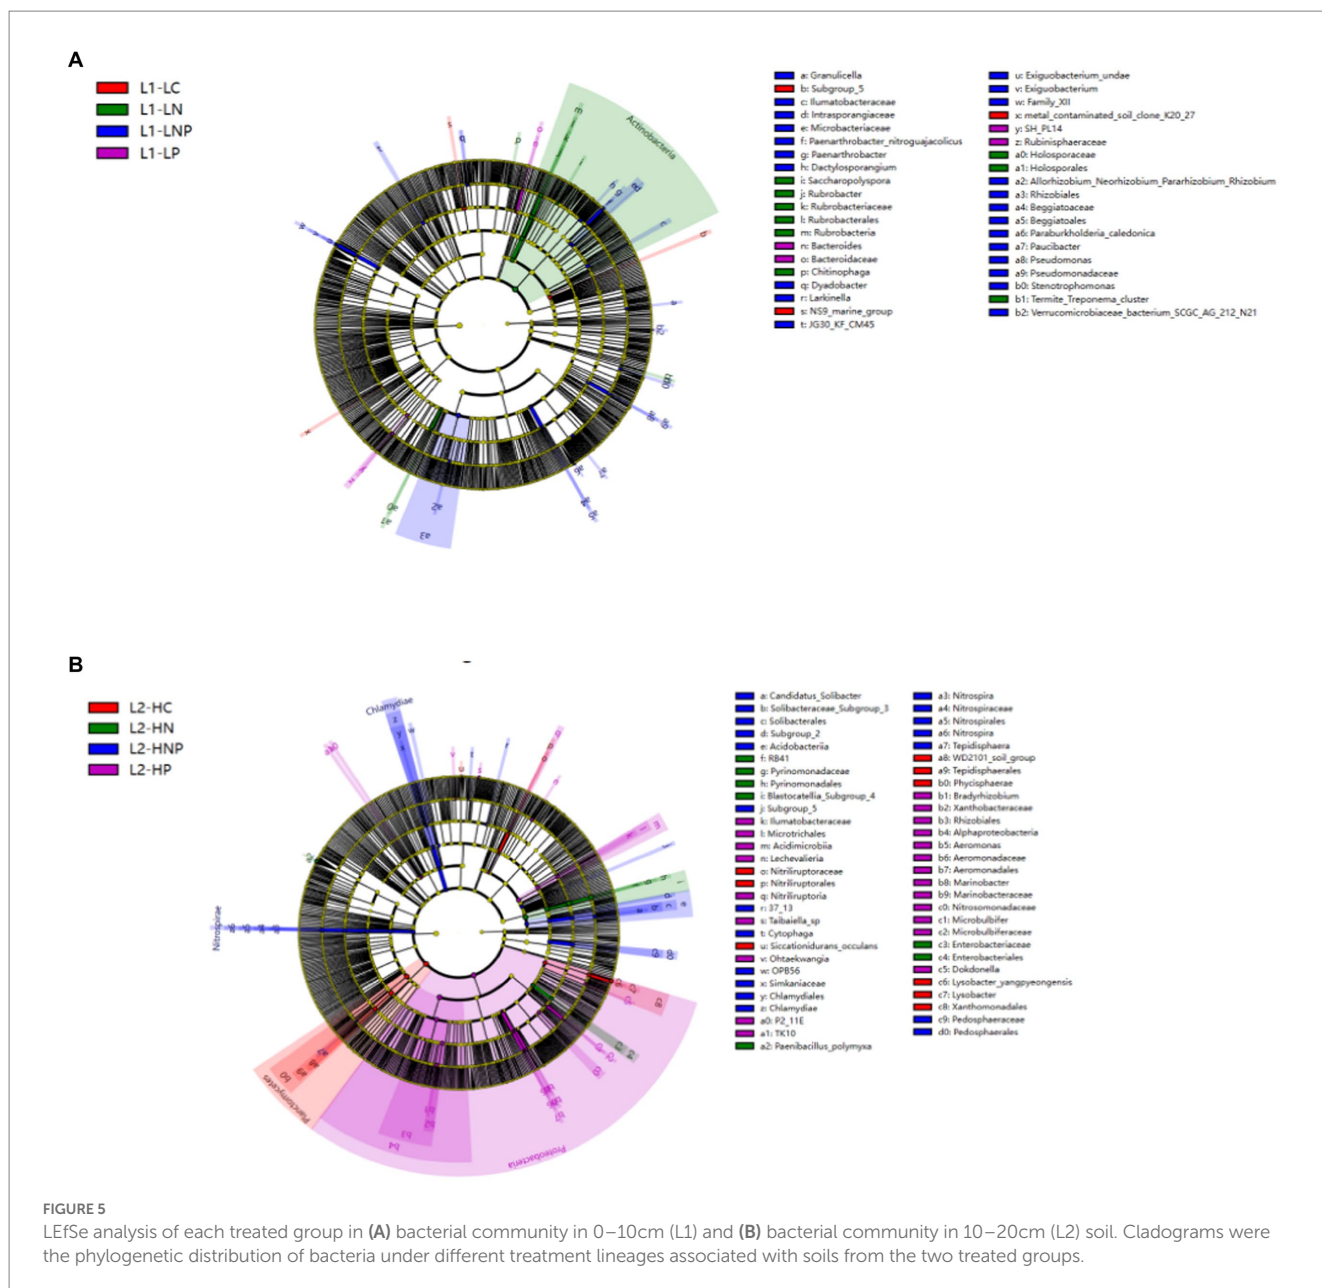 A
L1-LC
L1-LN
L1-LNP
L1-LP
Actinobacteria
a: Granulicella
b: Subgroup_5
c: Ilumatobacteraceae
d: Intrasporangiaceae
e: Microbacteriaceae
f: Paenarthrobacter_nitroguajacolicus
g: Paenarthrobacter
h: Dactylosporangium
i: Saccharopolyspora
j: Rubrobacter
k: Rubrobacteriaceae
l: Rubrobacterales
m: Rubrobacteria
n: Bacteroides
o: Bacteroidaceae
p: Chitinophaga
q: Dyadobacter
r: Larkinella
s: NS9_marine_group
t: JG30_KF_CM45
u: Exiguobacterium_undae
v: Exiguobacterium
w: Family_XII
x: metal_contaminated_soil_clone_K20_27
y: SH_PL14
z: Rubinisphaeraceae
a0: Holosporaceae
a1: Holosporales
a2: Allorhizobium_Neorhizobium_Pararhizobium_Rhizobium
a3: Rhizobiales
a4: Beggiatoaceae
a5: Beggiatoales
a6: Paraburkholderia_caledonica
a7: Paucibacter
a8: Pseudomonas
a9: Pseudomonadaceae
b0: Stenotrophomonas
b1: Termite_Treponema_cluster
b2: Verrucomicrobiaceae_bacterium_SCGC_AG_212_N21
B
L2-HC
L2-HN
L2-HNP
L2-HP
Chlamydiae
Nitrospirae
Planctomycetes
Proteobacteria
a: Candidatus_Solibacter
b: Solibacteraceae_Subgroup_3
c: Solibacterales
d: Subgroup_2
e: Acidobacteriia
f: RB41
g: Pyrinomonadaceae
h: Pyrinomonadales
i: Blastocatellia_Subgroup_4
j: Subgroup_5
k: Ilumatobacteraceae
l: Microtrichales
m: Acidimicrobiia
n: Lechevalieria
o: Nitriliruptoraceae
p: Nitriliruptorales
q: Nitriliruptoria
r: 37_13
s: Taibaiella_sp
t: Cytophaga
u: Siccationidurans_occulans
v: Ohtaekwangia
w: OPB56
x: Simkaniaceae
y: Chlamydiales
z: Chlamydiae
a0: P2_11E
a1: TK10
a2: Paenibacillus_polymyxa
a3: Nitrospira
a4: Nitrospiraceae
a5: Nitrospirales
a6: Nitrospira
a7: Tepidisphaera
a8: WD2101_soil_group
a9: Tepidisphaerales
b0: Phycisphaerae
b1: Bradyrhizobium
b2: Xanthobacteraceae
b3: Rhizobiales
b4: Alphaproteobacteria
b5: Aeromonas
b6: Aeromonadaceae
b7: Aeromonadales
b8: Marinobacter
b9: Marinobacteraceae
c0: Nitrosomonadaceae
c1: Microbulbifer
c2: Microbulbiferaceae
c3: Enterobacteriaceae
c4: Enterobacteriales
c5: Dokdonella
c6: Lysobacter_yangpyeongensis
c7: Lysobacter
c8: Xanthomonadales
c9: Pedosphaeraceae
d0: Pedosphaerales
FIGURE 5
LEfSe analysis of each treated group in (A) bacterial community in 0–10cm (L1) and (B) bacterial community in 10–20cm (L2) soil. Cladograms were
the phylogenetic distribution of bacteria under different treatment lineages associated with soils from the two treated groups.